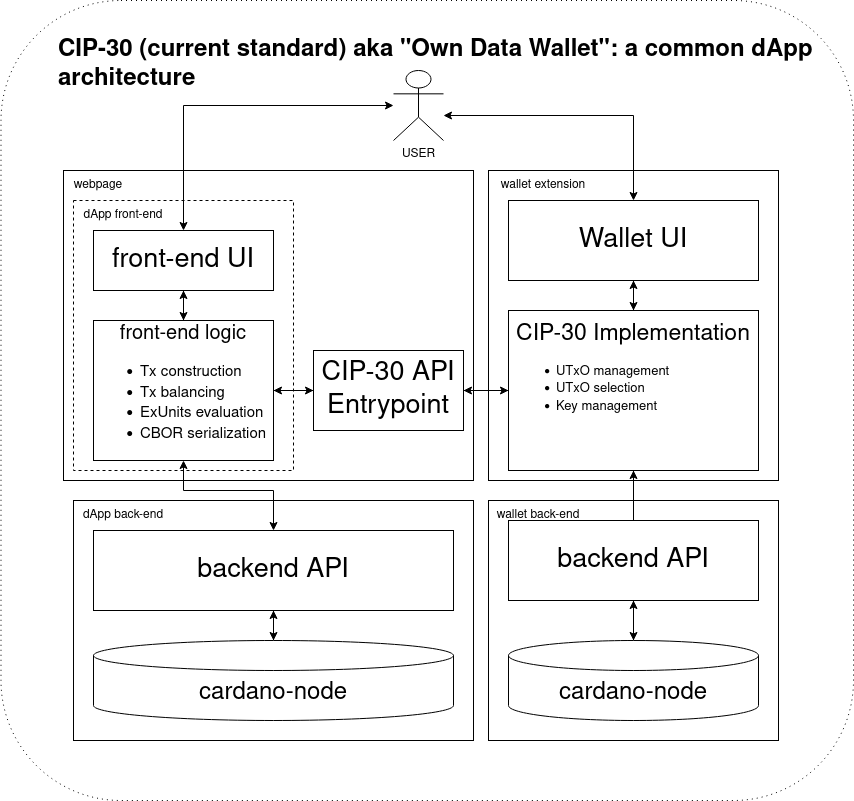 CIP-30 (current standard) aka "Own Data Wallet": a common dApp
architecture
USER
webpage
dApp front-end
front-end UI
front-end logic
• Tx construction
• Tx balancing
• ExUnits evaluation
• CBOR serialization
CIP-30 API
Entrypoint
wallet extension
Wallet UI
CIP-30 Implementation
• UTxO management
• UTxO selection
• Key management
dApp back-end
backend API
cardano-node
wallet back-end
backend API
cardano-node